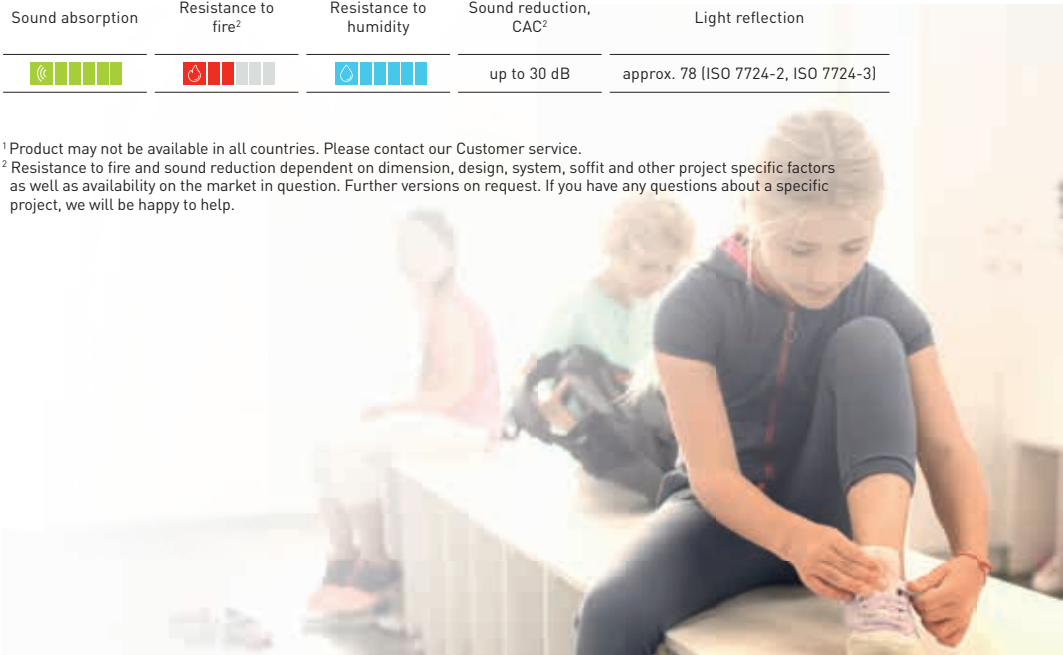 Sound absorption
Resistance to
fire²
Resistance to
humidity
Sound reduction,
CAC²
Light reflection
up to 30 dB
approx. 78 (ISO 7724-2, ISO 7724-3)
¹ Product may not be available in all countries. Please contact our Customer service.
² Resistance to fire and sound reduction dependent on dimension, design, system, soffit and other project specific factors
as well as availability on the market in question. Further versions on request. If you have any questions about a specific
project, we will be happy to help.